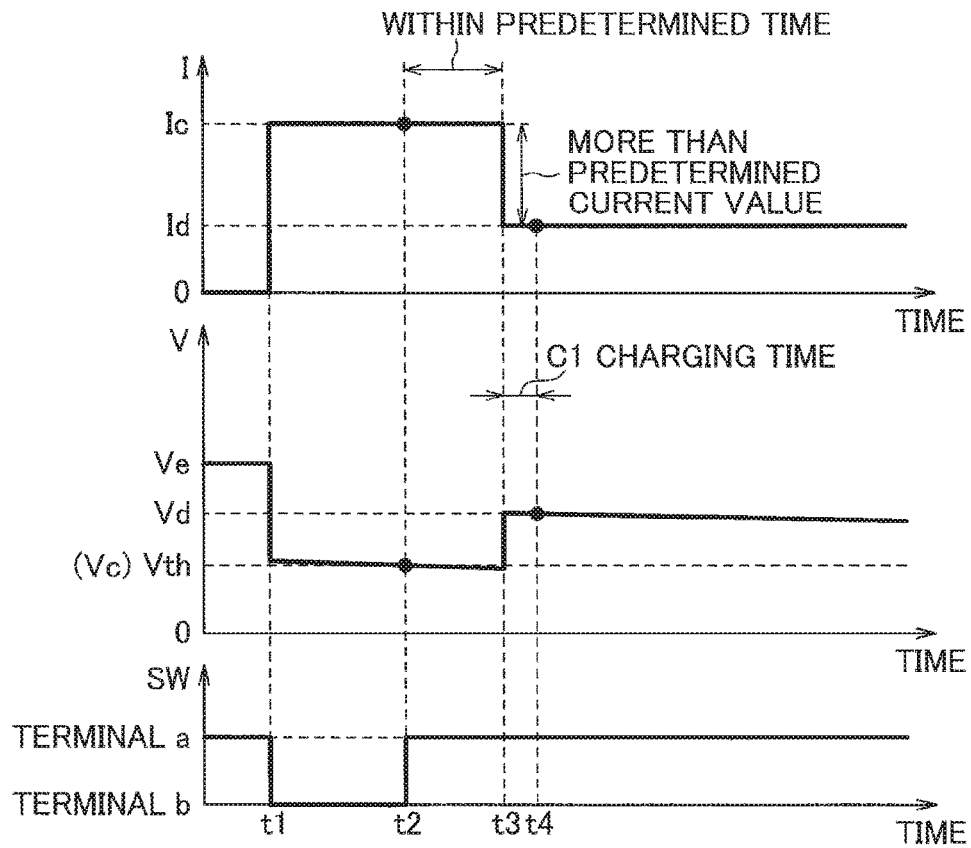 WITHIN PREDETERMINED TIME
I
Ic
MORE THAN
PREDETERMINED
CURRENT VALUE
Id
0
TIME
V
C1 CHARGING TIME
Ve
Vd
(Vc) Vth
0
TIME
SW
TERMINAL a
TERMINAL b
t1 t2 t3 t4
TIME